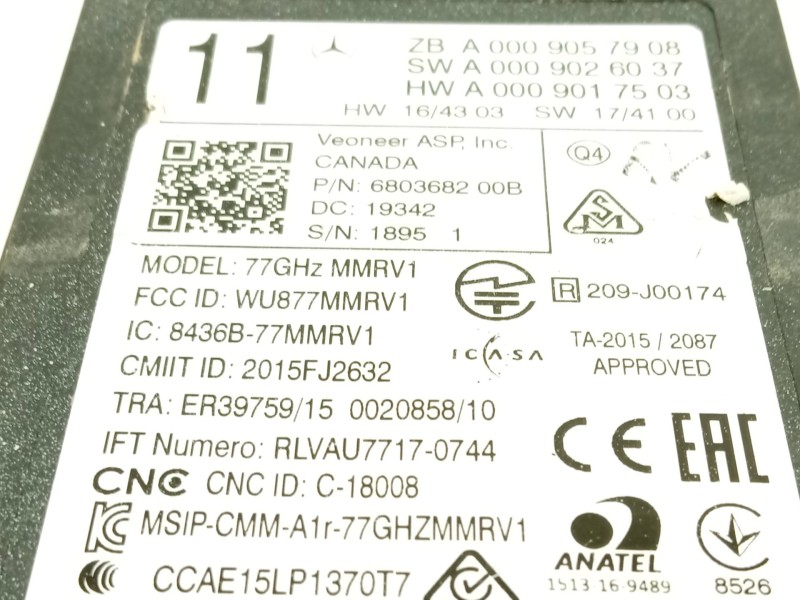 11
ZB A 000 905 79 08
SW A 000 902 60 37
HW A 000 901 75 03
HW 16/43 03 SW 17/41 00
Veoneer ASP, Inc.
CANADA
P/N: 6803682 00B
DC: 19342
S/N: 1895 1
Q4
SM
024
MODEL: 77GHz MMRV1
FCC ID: WU877MMRV1
IC: 8436B-77MMRV1
CMIIT ID: 2015FJ2632
TRA: ER39759/15 0020858/10
IFT Numero: RLVAU7717-0744
CNC CNC ID: C-18008
MSIP-CMM-A1r-77GHZMMRV1
CCAE15LP1370T7
R 209-J00174
ICASA
TA-2015 / 2087
APPROVED
CE EAC
ANATEL
1513 16-9489
8526